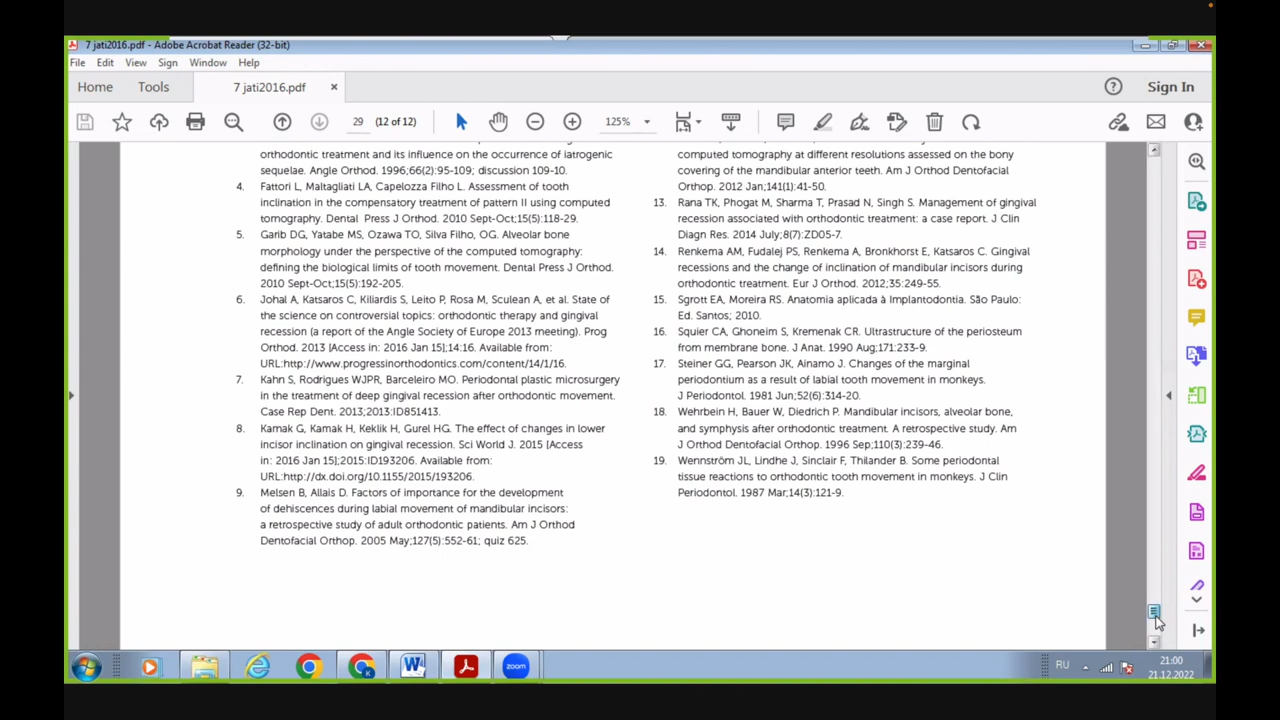 7 jati2016.pdf - Adobe Acrobat Reader (32-bit)
File Edit View Sign Window Help
Home Tools 7 jati2016.pdf Sign In
29 (12 of 12) 125%
orthodontic treatment and its influence on the occurrence of iatrogenic
sequelae. Angle Orthod. 1996;66(2):95-109; discussion 109-10.
4. Fattori L, Maltagliati LA, Capelozza Filho L. Assessment of tooth
inclination in the compensatory treatment of pattern II using computed
tomography. Dental Press J Orthod. 2010 Sept-Oct;15(5):118-29.
5. Garib DG, Yatabe MS, Ozawa TO, Silva Filho, OG. Alveolar bone
morphology under the perspective of the computed tomography:
defining the biological limits of tooth movement. Dental Press J Orthod.
2010 Sept-Oct;15(5):192-205.
6. Johal A, Katsaros C, Kiliardis S, Leito P, Rosa M, Sculean A, et al. State of
the science on controversial topics: orthodontic therapy and gingival
recession (a report of the Angle Society of Europe 2013 meeting). Prog
Orthod. 2013 [Access in: 2016 Jan 15];14:16. Available from:
URL:http://www.progressinorthodontics.com/content/14/1/16.
7. Kahn S, Rodrigues WJPR, Barceleiro MO. Periodontal plastic microsurgery
in the treatment of deep gingival recession after orthodontic movement.
Case Rep Dent. 2013;2013:ID851413.
8. Kamak G, Kamak H, Keklik H, Gurel HG. The effect of changes in lower
incisor inclination on gingival recession. Sci World J. 2015 [Access
in: 2016 Jan 15];2015:ID193206. Available from:
URL:http://dx.doi.org/10.1155/2015/193206.
9. Melsen B, Allais D. Factors of importance for the development
of dehiscences during labial movement of mandibular incisors:
a retrospective study of adult orthodontic patients. Am J Orthod
Dentofacial Orthop. 2005 May;127(5):552-61; quiz 625.
computed tomography at different resolutions assessed on the bony
covering of the mandibular anterior teeth. Am J Orthod Dentofacial
Orthop. 2012 Jan;141(1):41-50.
13. Rana TK, Phogat M, Sharma T, Prasad N, Singh S. Management of gingival
recession associated with orthodontic treatment: a case report. J Clin
Diagn Res. 2014 July;8(7):ZD05-7.
14. Renkema AM, Fudalej PS, Renkema A, Bronkhorst E, Katsaros C. Gingival
recessions and the change of inclination of mandibular incisors during
orthodontic treatment. Eur J Orthod. 2012;35:249-55.
15. Sgrott EA, Moreira RS. Anatomia aplicada à Implantodontia. São Paulo:
Ed. Santos; 2010.
16. Squier CA, Ghoneim S, Kremenak CR. Ultrastructure of the periosteum
from membrane bone. J Anat. 1990 Aug;171:233-9.
17. Steiner GG, Pearson JK, Ainamo J. Changes of the marginal
periodontium as a result of labial tooth movement in monkeys.
J Periodontol. 1981 Jun;52(6):314-20.
18. Wehrbein H, Bauer W, Diedrich P. Mandibular incisors, alveolar bone,
and symphysis after orthodontic treatment. A retrospective study. Am
J Orthod Dentofacial Orthop. 1996 Sep;110(3):239-46.
19. Wennström JL, Lindhe J, Sinclair F, Thilander B. Some periodontal
tissue reactions to orthodontic tooth movement in monkeys. J Clin
Periodontol. 1987 Mar;14(3):121-9.
zoom
RU
21:00
21.12.2022